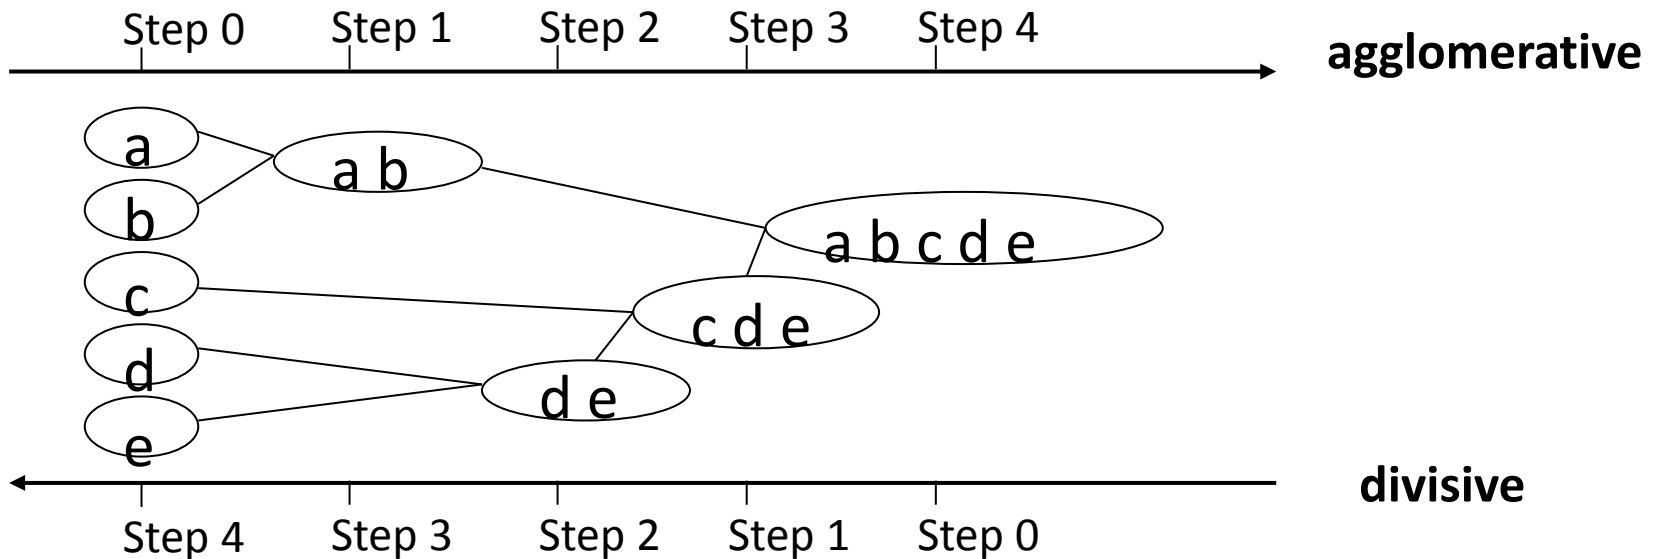 Step 0 Step 1 Step 2 Step 3 Step 4
agglomerative
a
a b
b
a b c d e
c
c d e
d
d e
e
divisive
Step 4 Step 3 Step 2 Step 1 Step 0